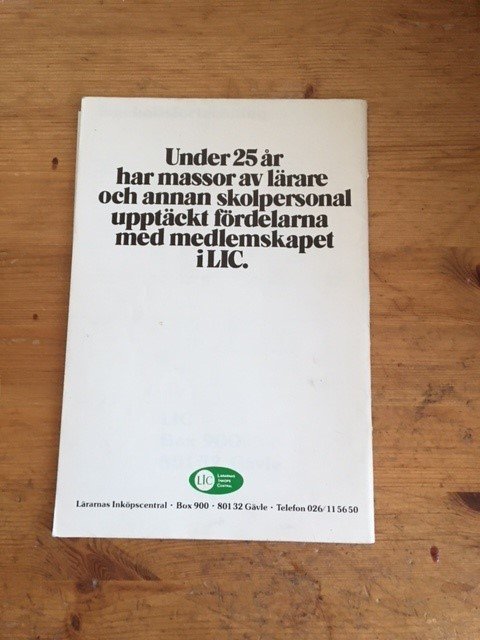 Under 25 år
har massor av lärare
och annan skolpersonal
upptäckt fördelarna
med medlemskapet
i LIC.
LIC
LÄRARNAS
INKÖPS
CENTRAL
Lärarnas Inköpscentral · Box 900 · 801 32 Gävle · Telefon 026/11 56 50